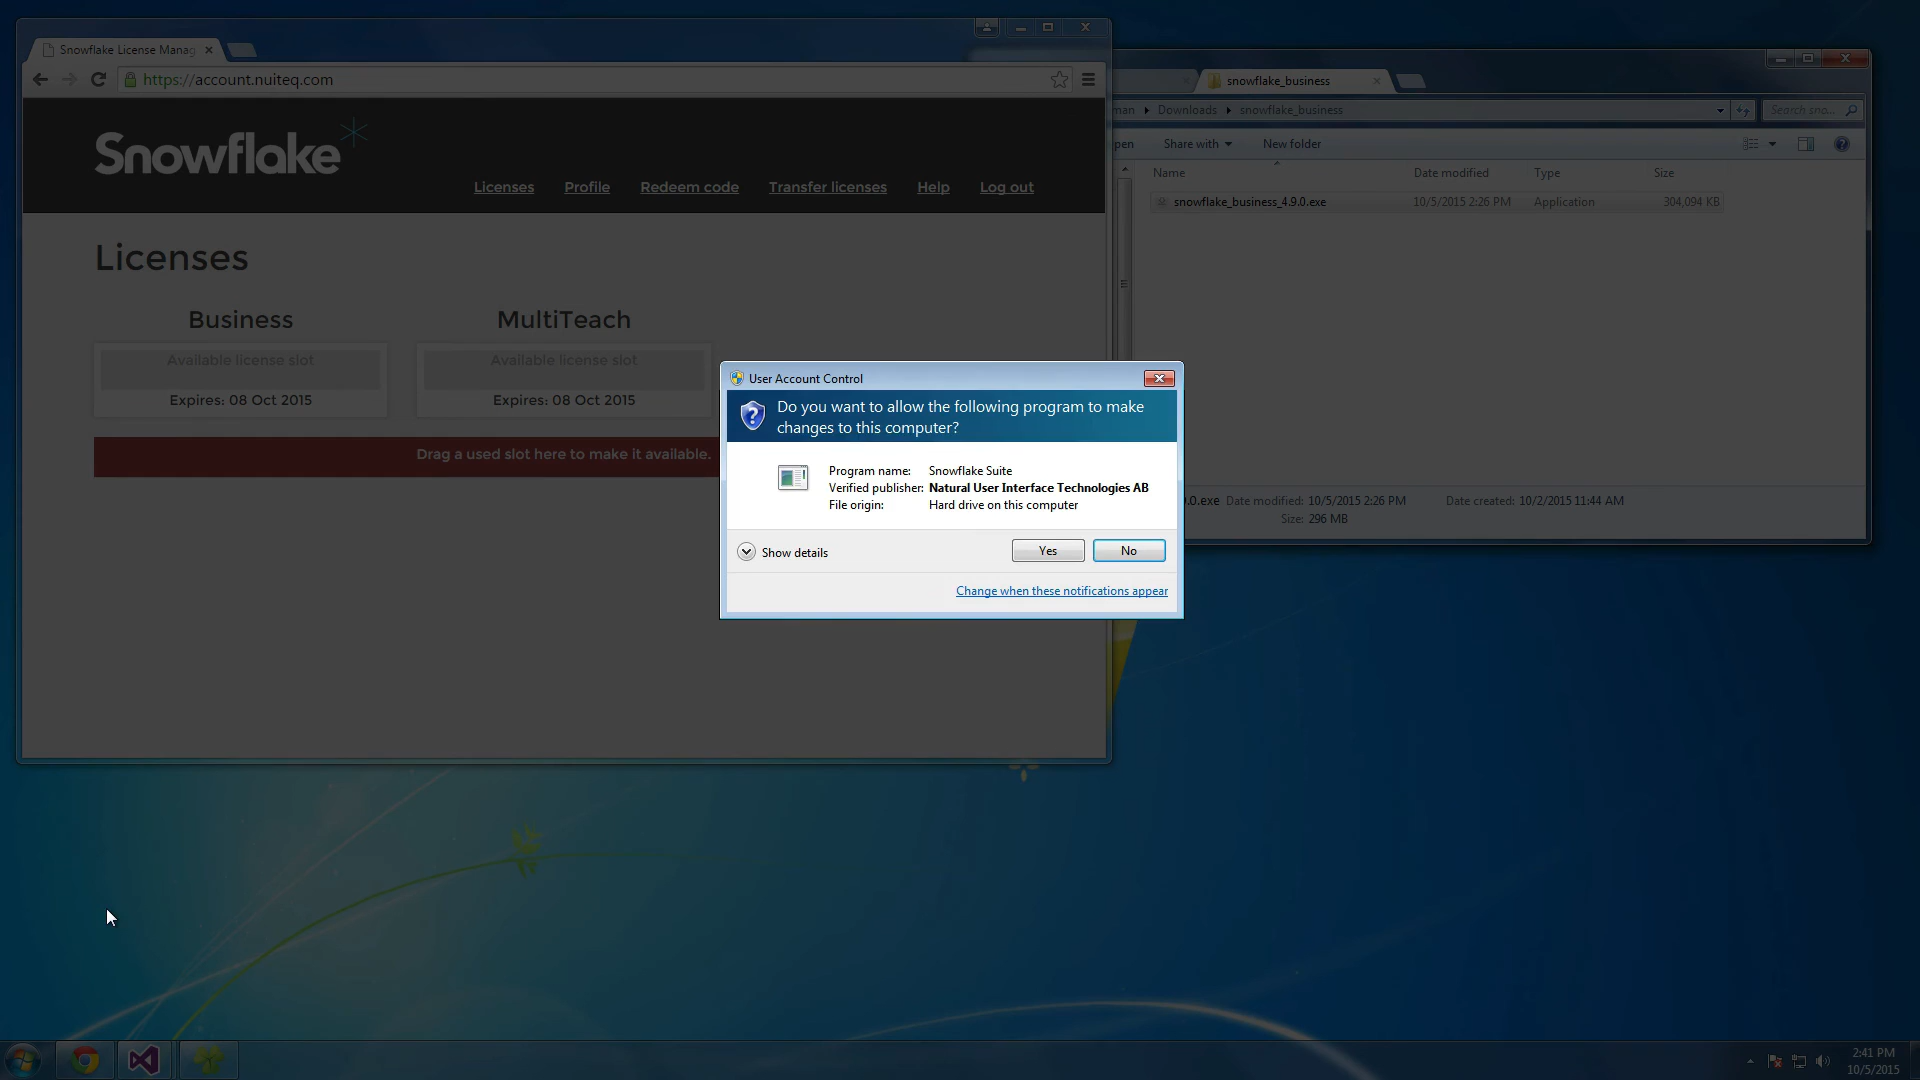 Snowflake License Manag
https://account.nuiteq.com
Snowflake
Licenses
Profile
Redeem code
Transfer licenses
Help
Log out
Licenses
Business
Available license slot
Expires: 08 Oct 2015
MultiTeach
Available license slot
Expires: 08 Oct 2015
Drag a used slot here to make it available.
snowflake_business
man
Downloads
snowflake_business
Search sno...
pen
Share with
New folder
Name
Date modified
Type
Size
snowflake_business_4.9.0.exe
10/5/2015 2:26 PM
Application
304,094 KB
.0.exe
Date modified: 10/5/2015 2:26 PM
Date created: 10/2/2015 11:44 AM
Size: 296 MB
User Account Control
Do you want to allow the following program to make
changes to this computer?
Program name: Snowflake Suite
Verified publisher: Natural User Interface Technologies AB
File origin: Hard drive on this computer
Show details
Yes
No
Change when these notifications appear
2:41 PM
10/5/2015